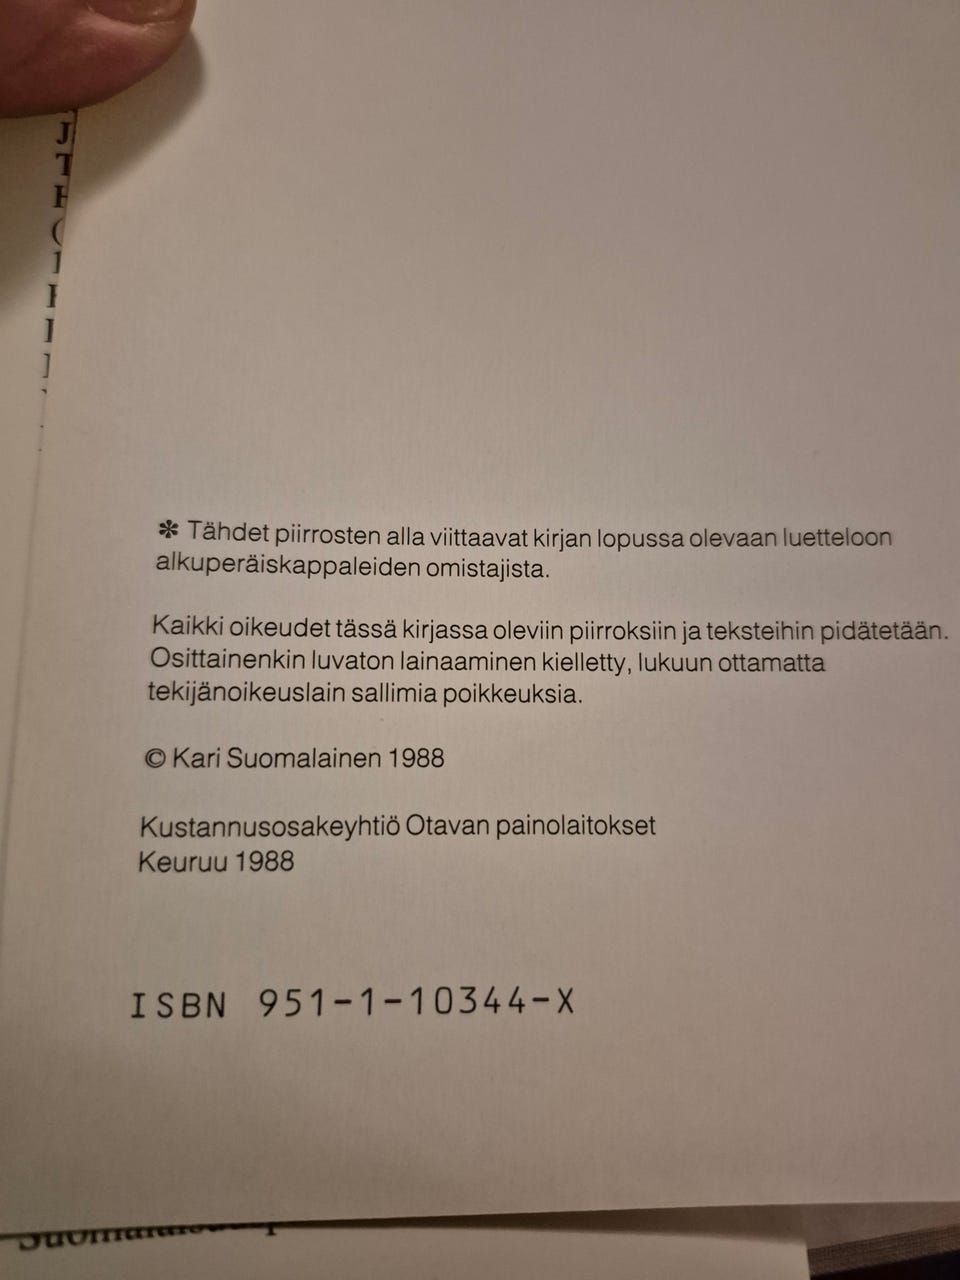 ✻ Tähdet piirrosten alla viittaavat kirjan lopussa olevaan luetteloon
alkuperäiskappaleiden omistajista.
Kaikki oikeudet tässä kirjassa oleviin piirroksiin ja teksteihin pidätetään.
Osittainenkin luvaton lainaaminen kielletty, lukuun ottamatta
tekijänoikeuslain sallimia poikkeuksia.
© Kari Suomalainen 1988
Kustannusosakeyhtiö Otavan painolaitokset
Keuruu 1988
ISBN 951-1-10344-X